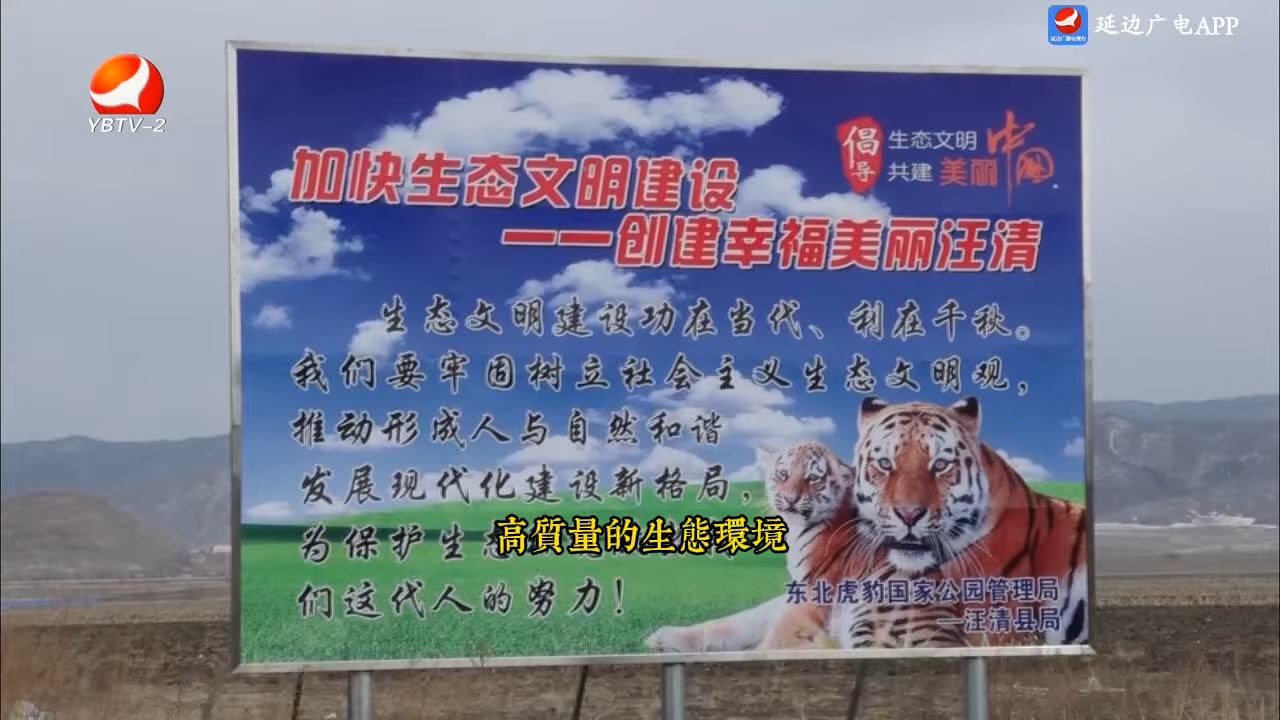 延边广电APP
YBTV-2
倡导
生态文明
共建 美丽 中国
加快生态文明建设
——创建幸福美丽汪清
生态文明建设功在当代、利在千秋。
我们要牢固树立社会主义生态文明观，
推动形成人与自然和谐
发展现代化建设新格局，
为保护生态
高質量的生態環境
们这代人的努力！
东北虎豹国家公园管理局
—汪清县局